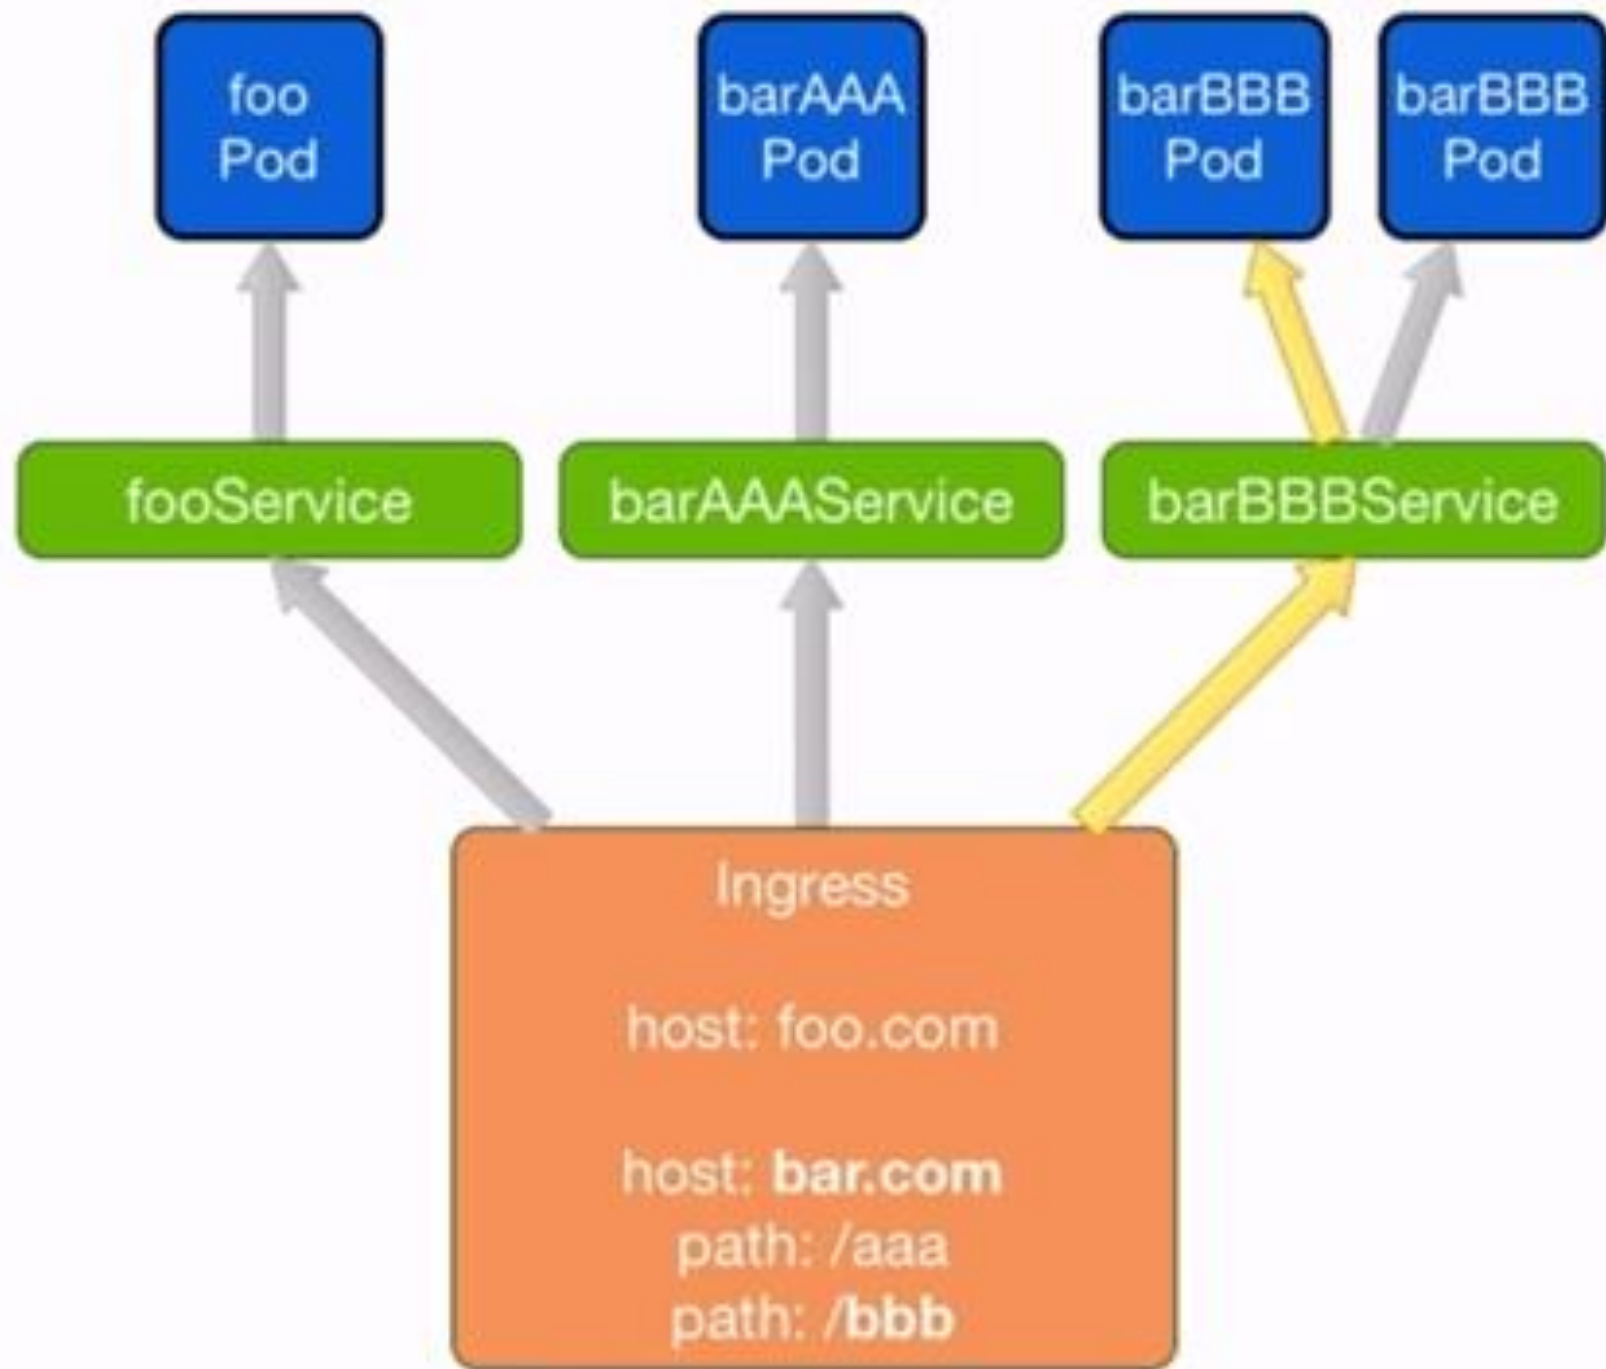 foo
Pod
barAAA
Pod
barBBB
Pod
barBBB
Pod
fooService
barAAAService
barBBBService
Ingress
host: foo.com
host: bar.com
path: /aaa
path: /bbb